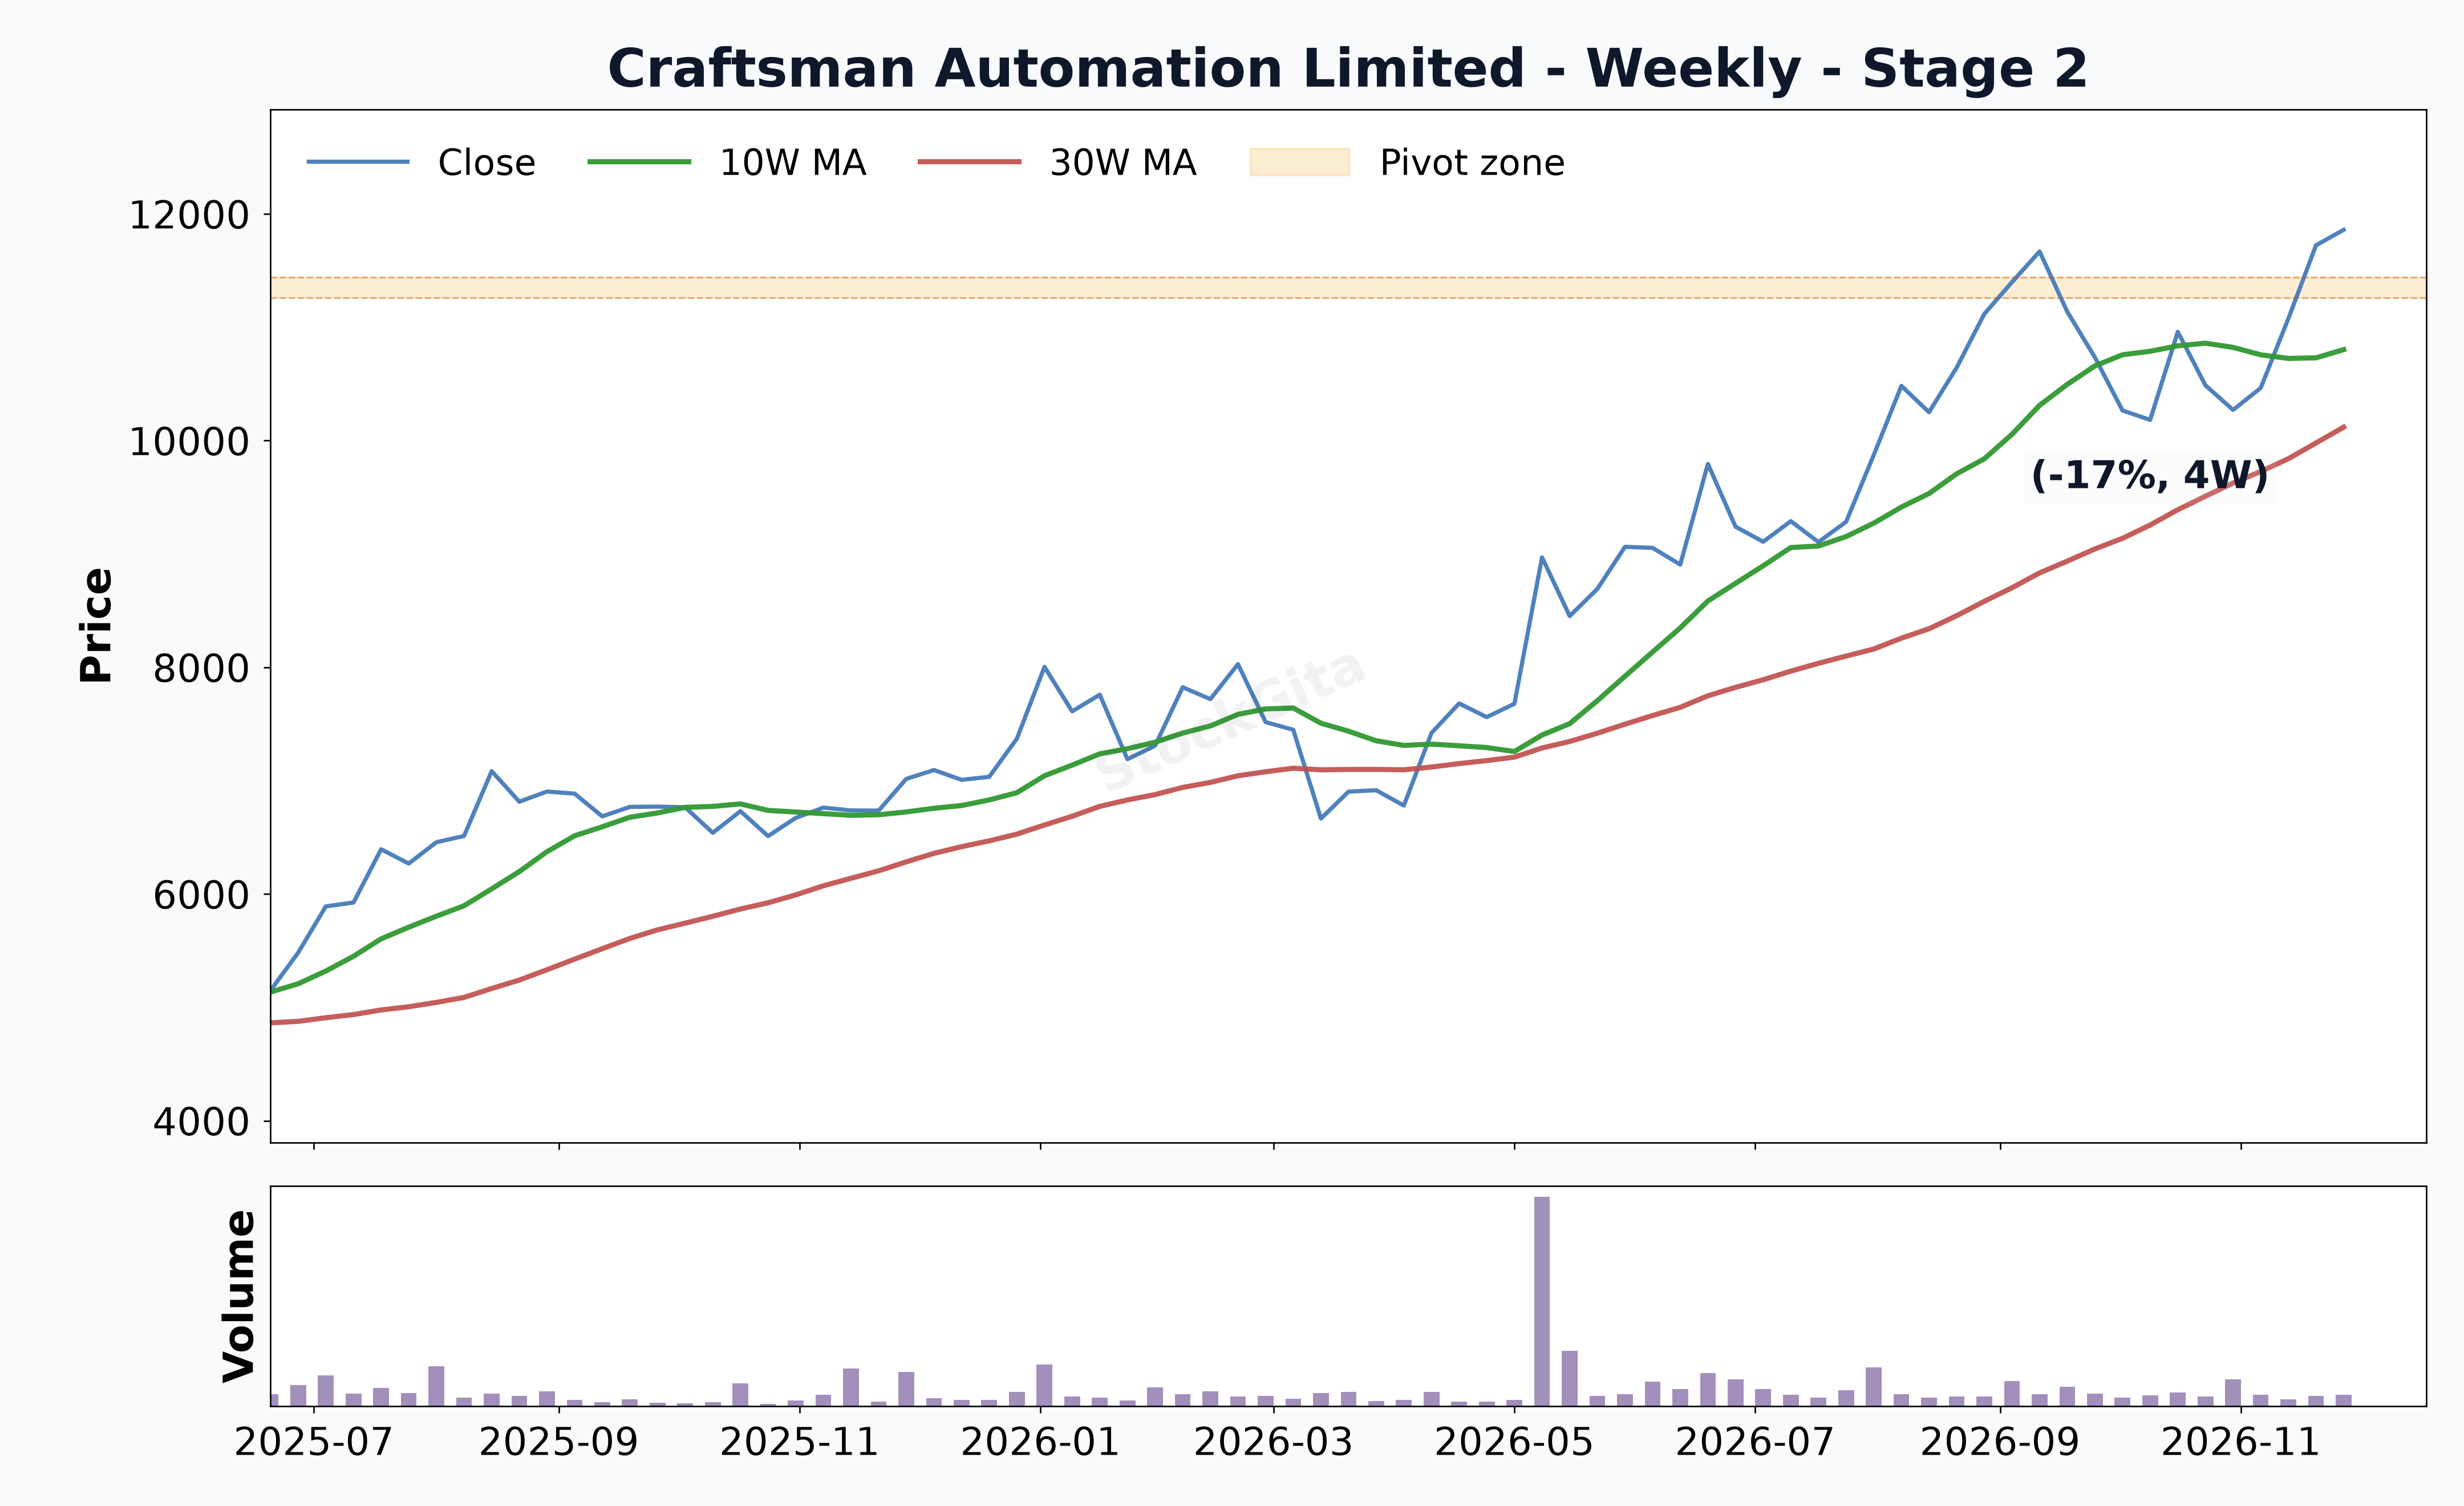 Craftsman Automation Limited - Weekly - Stage 2
Close 10W MA 30W MA Pivot zone
12000
10000
8000
6000
4000
Price
(-17%, 4W)
StockGita
Volume
2025-07 2025-09 2025-11 2026-01 2026-03 2026-05 2026-07 2026-09 2026-11